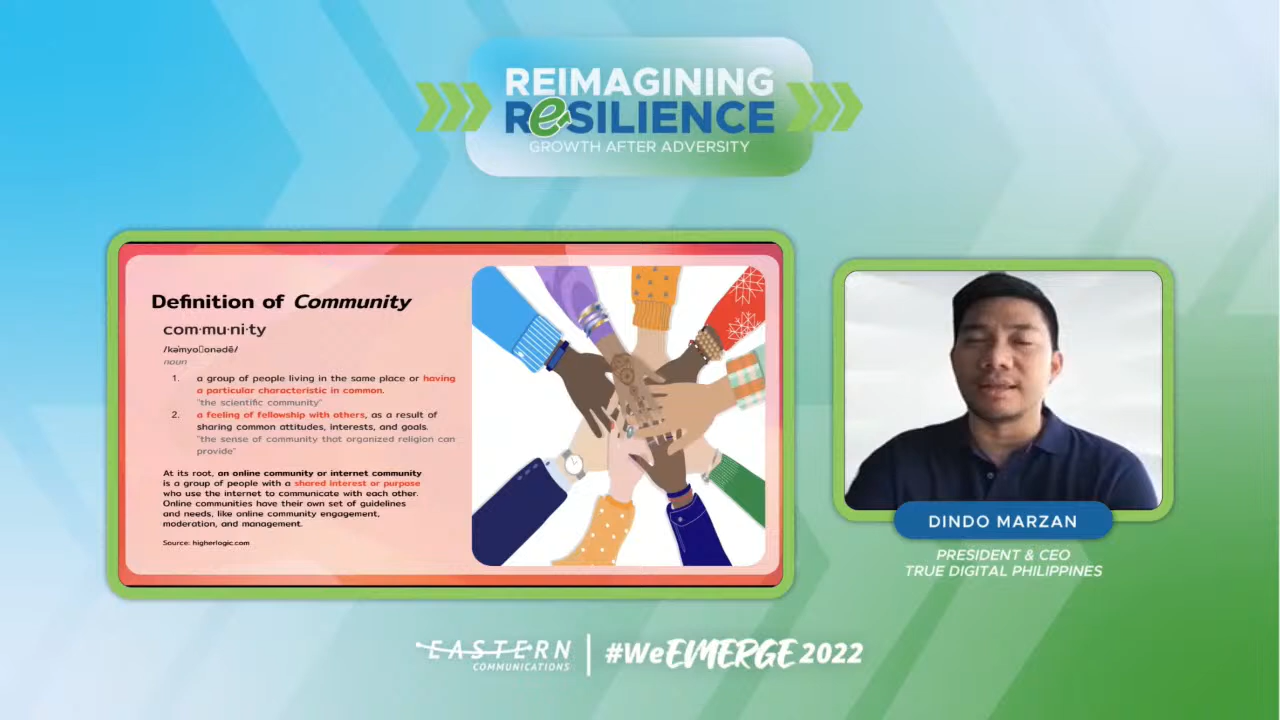 REIMAGINING
ReSILIENCE
GROWTH AFTER ADVERSITY
Definition of Community
com·mu·ni·ty
/kəˈmyo͞onədē/
noun
1. a group of people living in the same place or having
a particular characteristic in common.
"the scientific community"
2. a feeling of fellowship with others, as a result of
sharing common attitudes, interests, and goals.
"the sense of community that organized religion can
provide"
At its root, an online community or internet community
is a group of people with a shared interest or purpose
who use the internet to communicate with each other.
Online communities have their own set of guidelines
and needs, like online community engagement,
moderation, and management.
Source: higherlogic.com
DINDO MARZAN
PRESIDENT & CEO
TRUE DIGITAL PHILIPPINES
EASTERN
COMMUNICATIONS
#WeEMERGE2022